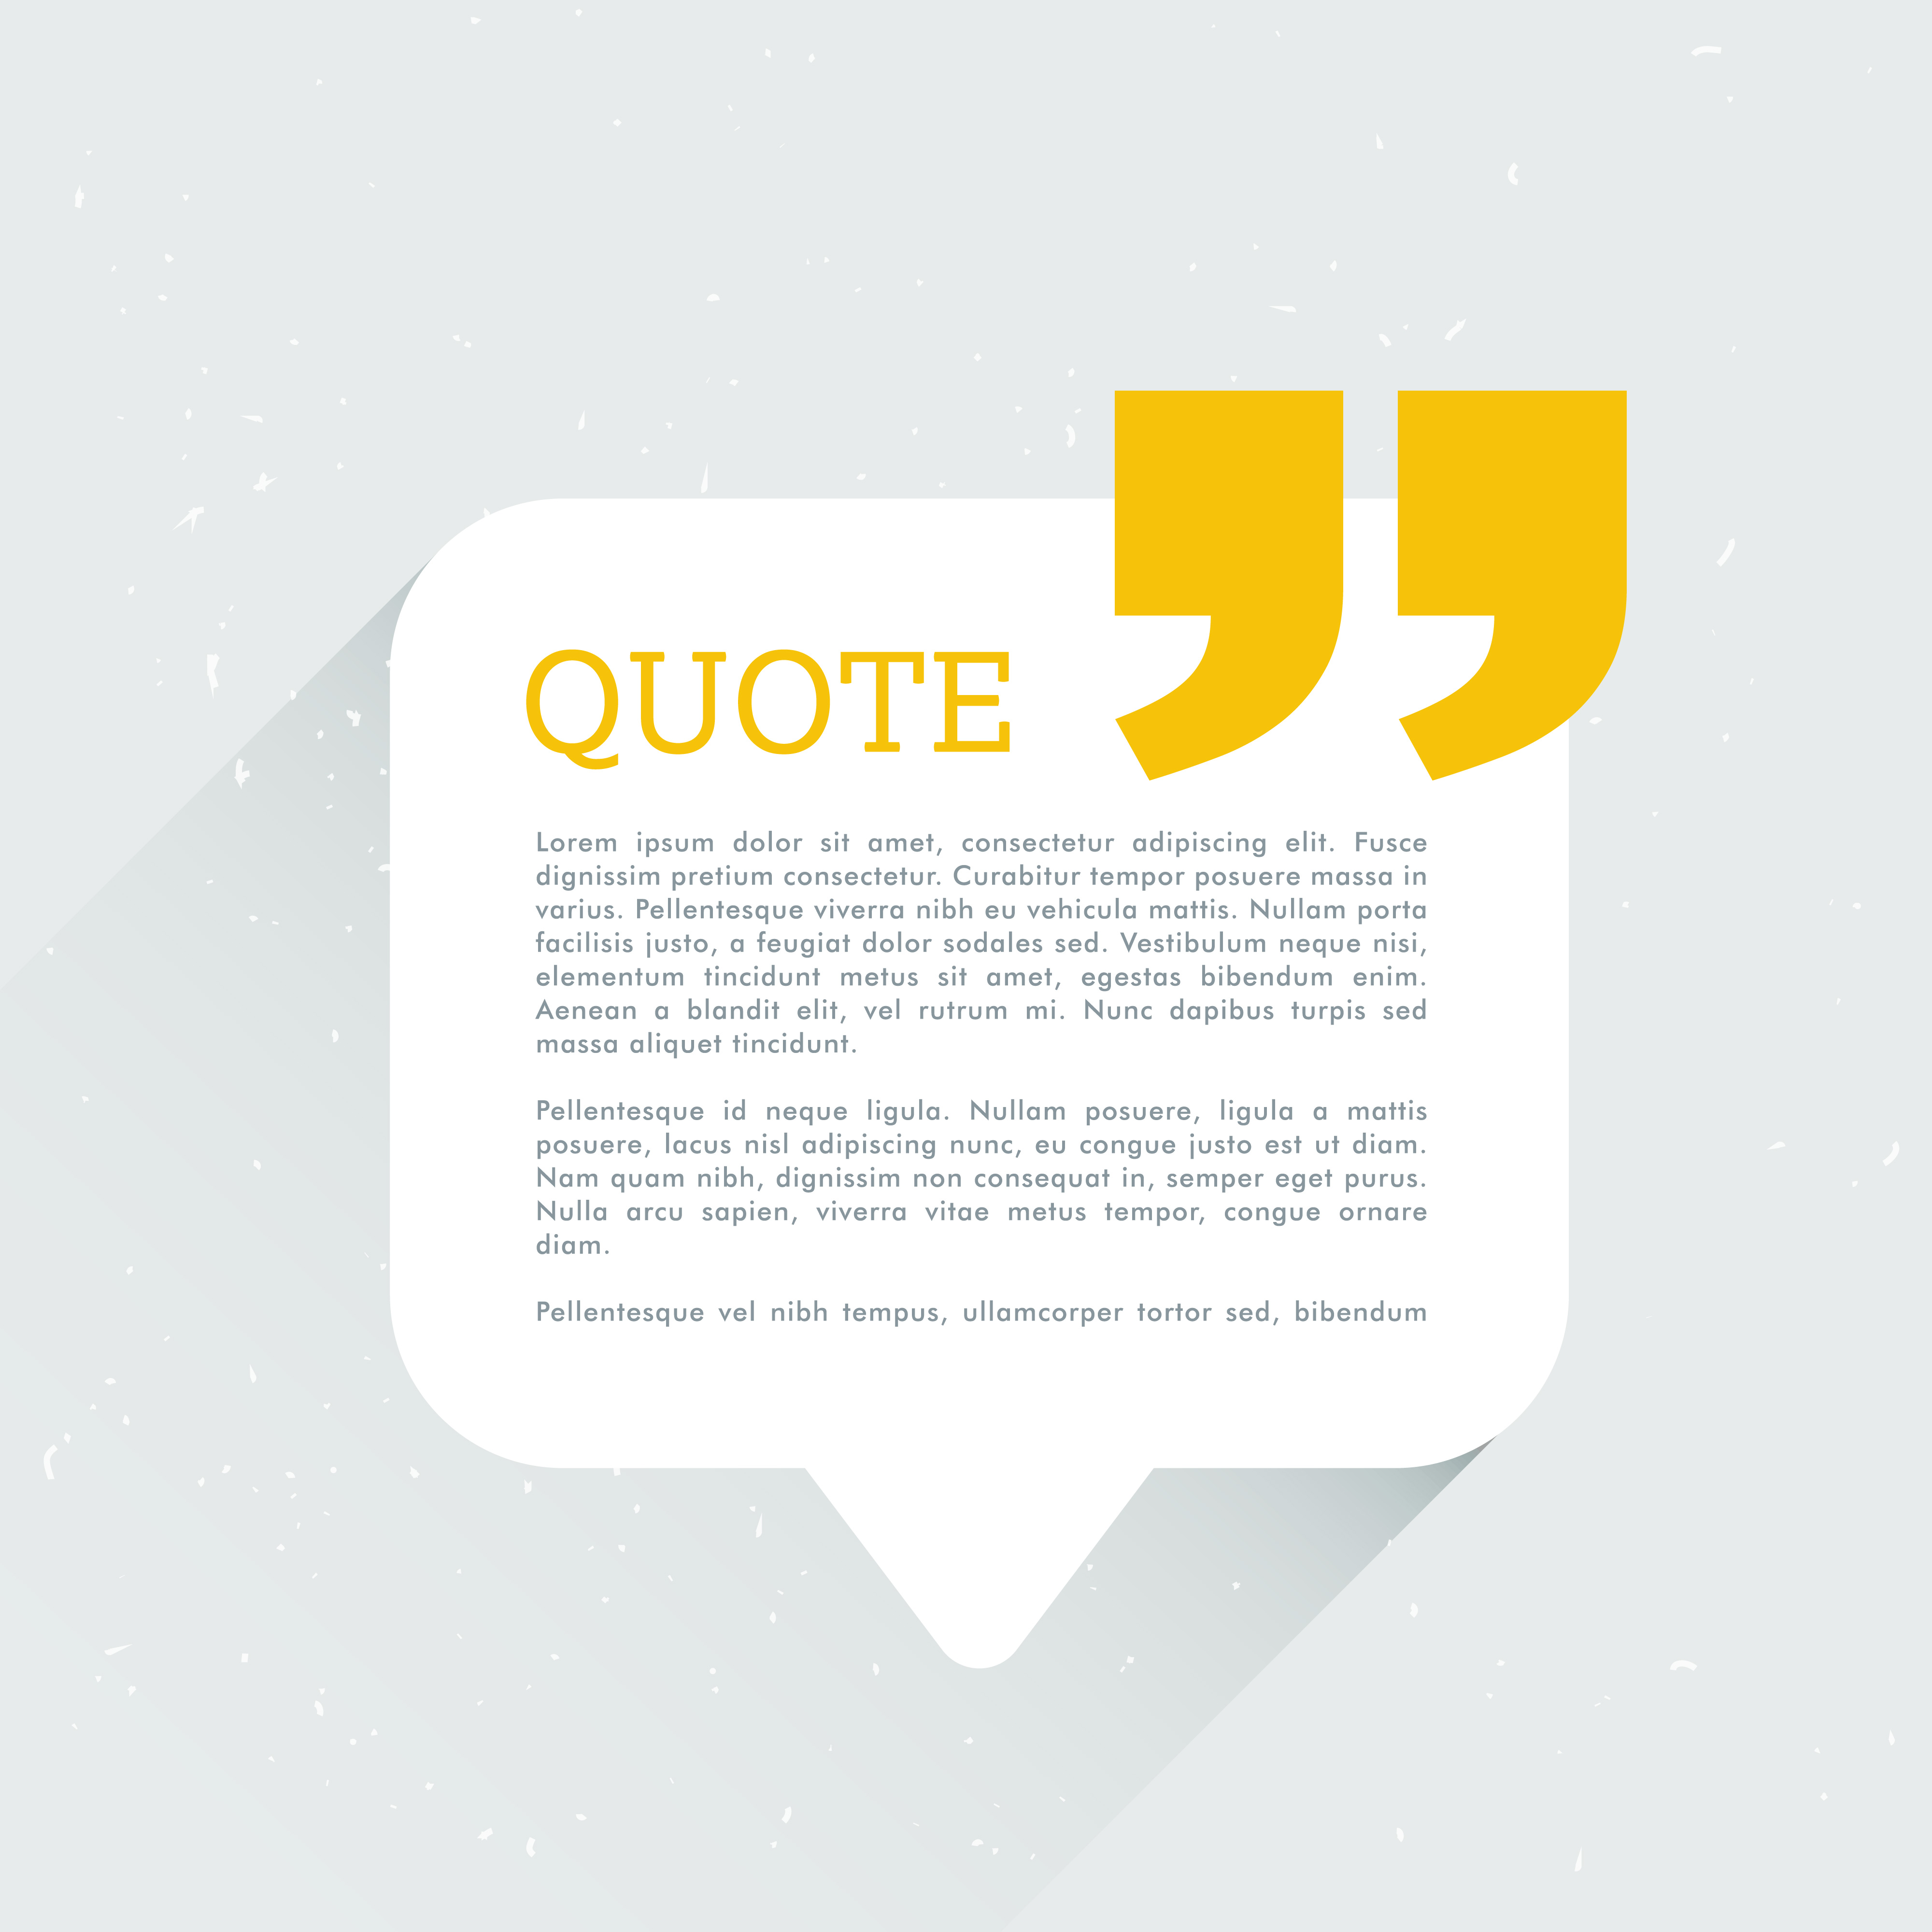 QUOTE
Lorem ipsum dolor sit amet, consectetur adipiscing elit. Fusce
dignissim pretium consectetur. Curabitur tempor posuere massa in
varius. Pellentesque viverra nibh eu vehicula mattis. Nullam porta
facilisis justo, a feugiat dolor sodales sed. Vestibulum neque nisi,
elementum tincidunt metus sit amet, egestas bibendum enim.
Aenean a blandit elit, vel rutrum mi. Nunc dapibus turpis sed
massa aliquet tincidunt.
Pellentesque id neque ligula. Nullam posuere, ligula a mattis
posuere, lacus nisl adipiscing nunc, eu congue justo est ut diam.
Nam quam nibh, dignissim non consequat in, semper eget purus.
Nulla arcu sapien, viverra vitae metus tempor, congue ornare
diam.
Pellentesque vel nibh tempus, ullamcorper tortor sed, bibendum